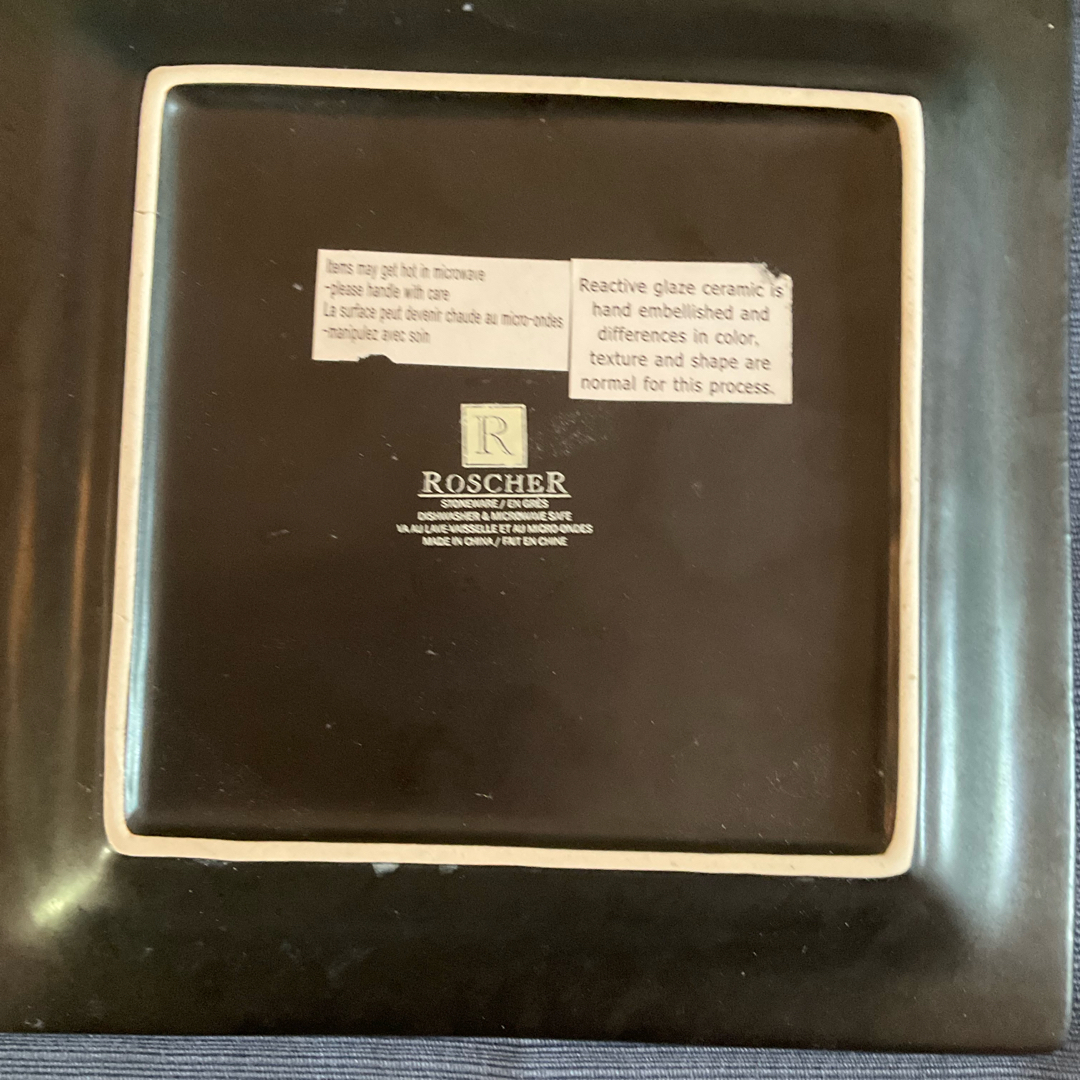 Items may get hot in microwave
-please handle with care
La surface peut devenir chaude au micro-ondes
-manipulez avec soin
Reactive glaze ceramic is
hand embellished and
differences in color,
texture and shape are
normal for this process.
R
ROSCHER
STONEWARE / EN GRÈS
DISHWASHER & MICROWAVE SAFE
VA AU LAVE-VAISSELLE ET AU MICRO ONDES
MADE IN CHINA / FAIT EN CHINE